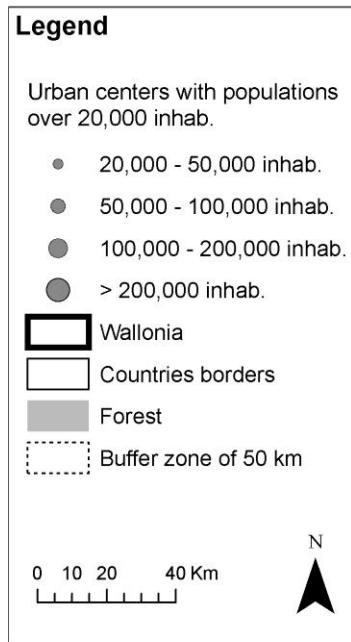 Legend
Urban centers with populations
over 20,000 inhab.
20,000 - 50,000 inhab.
50,000 - 100,000 inhab.
100,000 - 200,000 inhab.
> 200,000 inhab.
Wallonia
Countries borders
Forest
Buffer zone of 50 km
N
0 10 20 40 Km